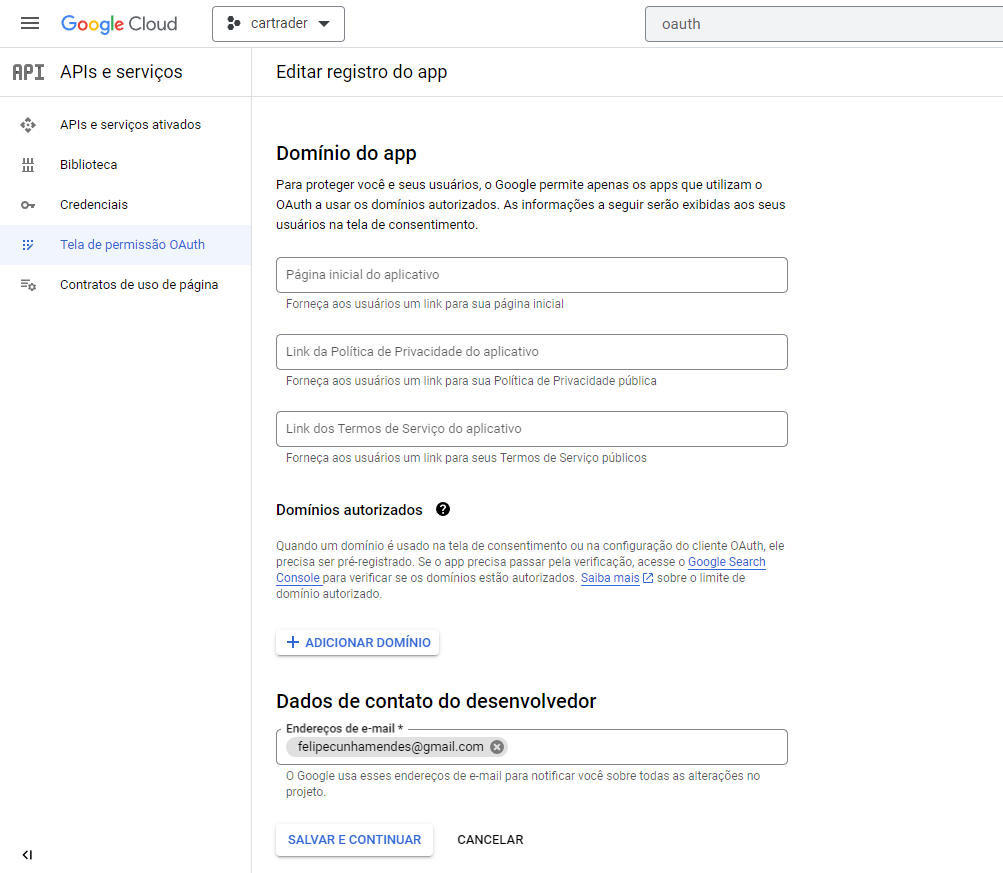 Google Cloud
cartrader
oauth
API
APIs e serviços
Editar registro do app
APIs e serviços ativados
Biblioteca
Credenciais
Tela de permissão OAuth
Contratos de uso de página
Domínio do app
Para proteger você e seus usuários, o Google permite apenas os apps que utilizam o
OAuth a usar os domínios autorizados. As informações a seguir serão exibidas aos seus
usuários na tela de consentimento.
Página inicial do aplicativo
Forneça aos usuários um link para sua página inicial
Link da Política de Privacidade do aplicativo
Forneça aos usuários um link para sua Política de Privacidade pública
Link dos Termos de Serviço do aplicativo
Forneça aos usuários um link para seus Termos de Serviço públicos
Domínios autorizados ?
Quando um domínio é usado na tela de consentimento ou na configuração do cliente OAuth, ele
precisa ser pré-registrado. Se o app precisa passar pela verificação, acesse o Google Search
Console para verificar se os domínios estão autorizados. Saiba mais sobre o limite de
domínio autorizado.
+ ADICIONAR DOMÍNIO
Dados de contato do desenvolvedor
Endereços de e-mail *
felipecunhamendes@gmail.com
O Google usa esses endereços de e-mail para notificar você sobre todas as alterações no
projeto.
SALVAR E CONTINUAR
CANCELAR